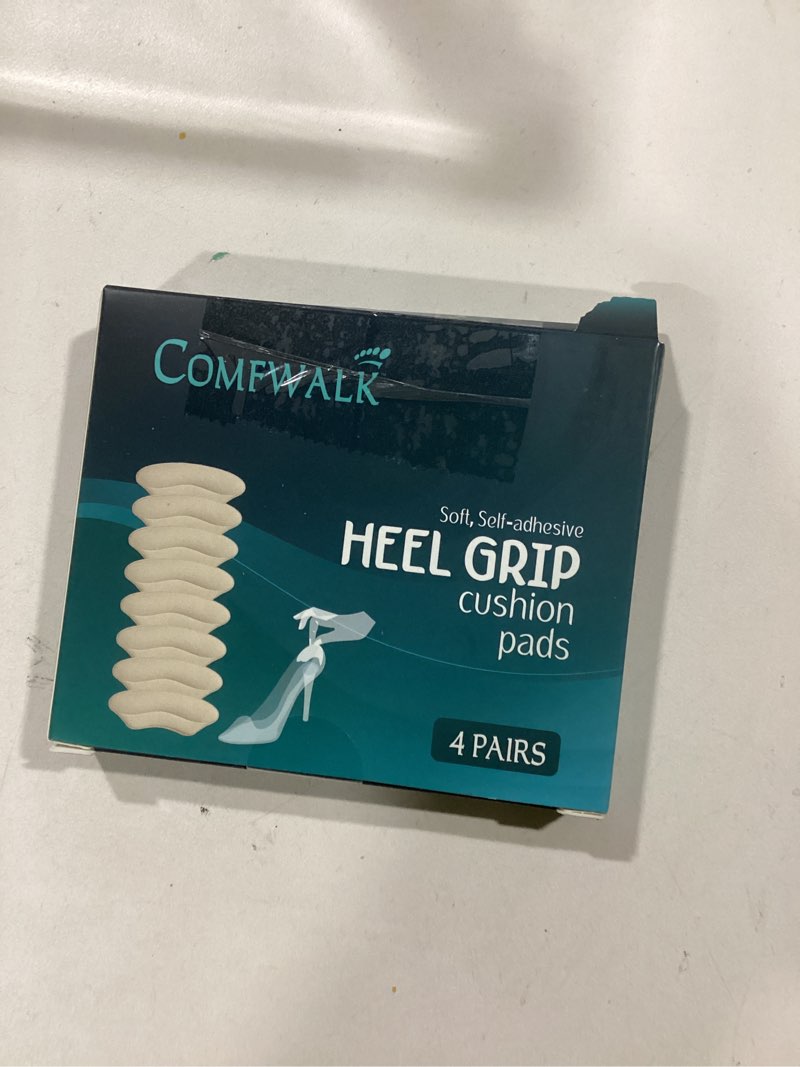 COMFWALK
Soft, Self-adhesive
HEEL GRIP
cushion
pads
4 PAIRS